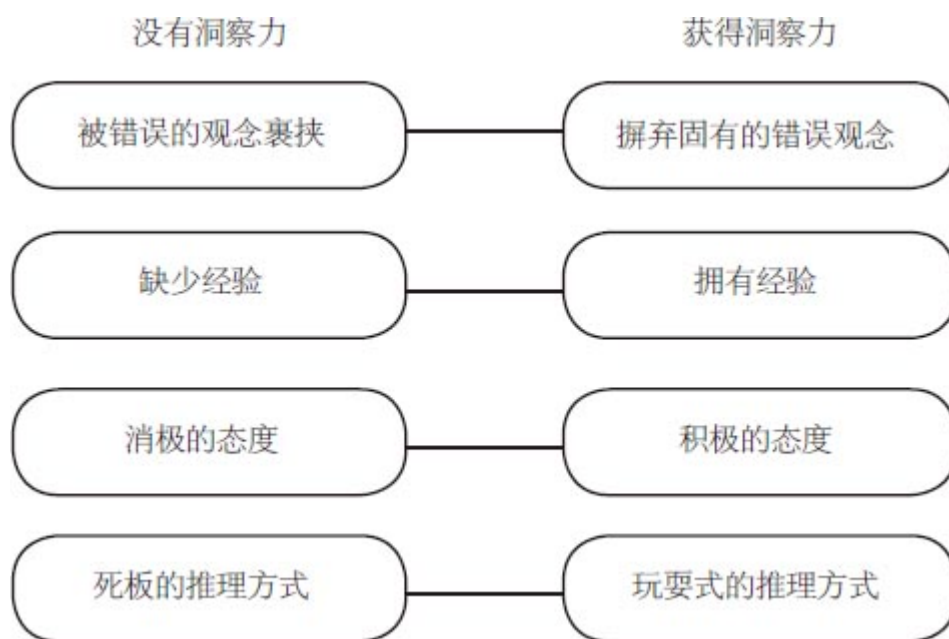 没有洞察力 获得洞察力
被错误的观念裹挟 摒弃固有的错误观念
缺少经验 拥有经验
消极的态度 积极的态度
死板的推理方式 玩耍式的推理方式